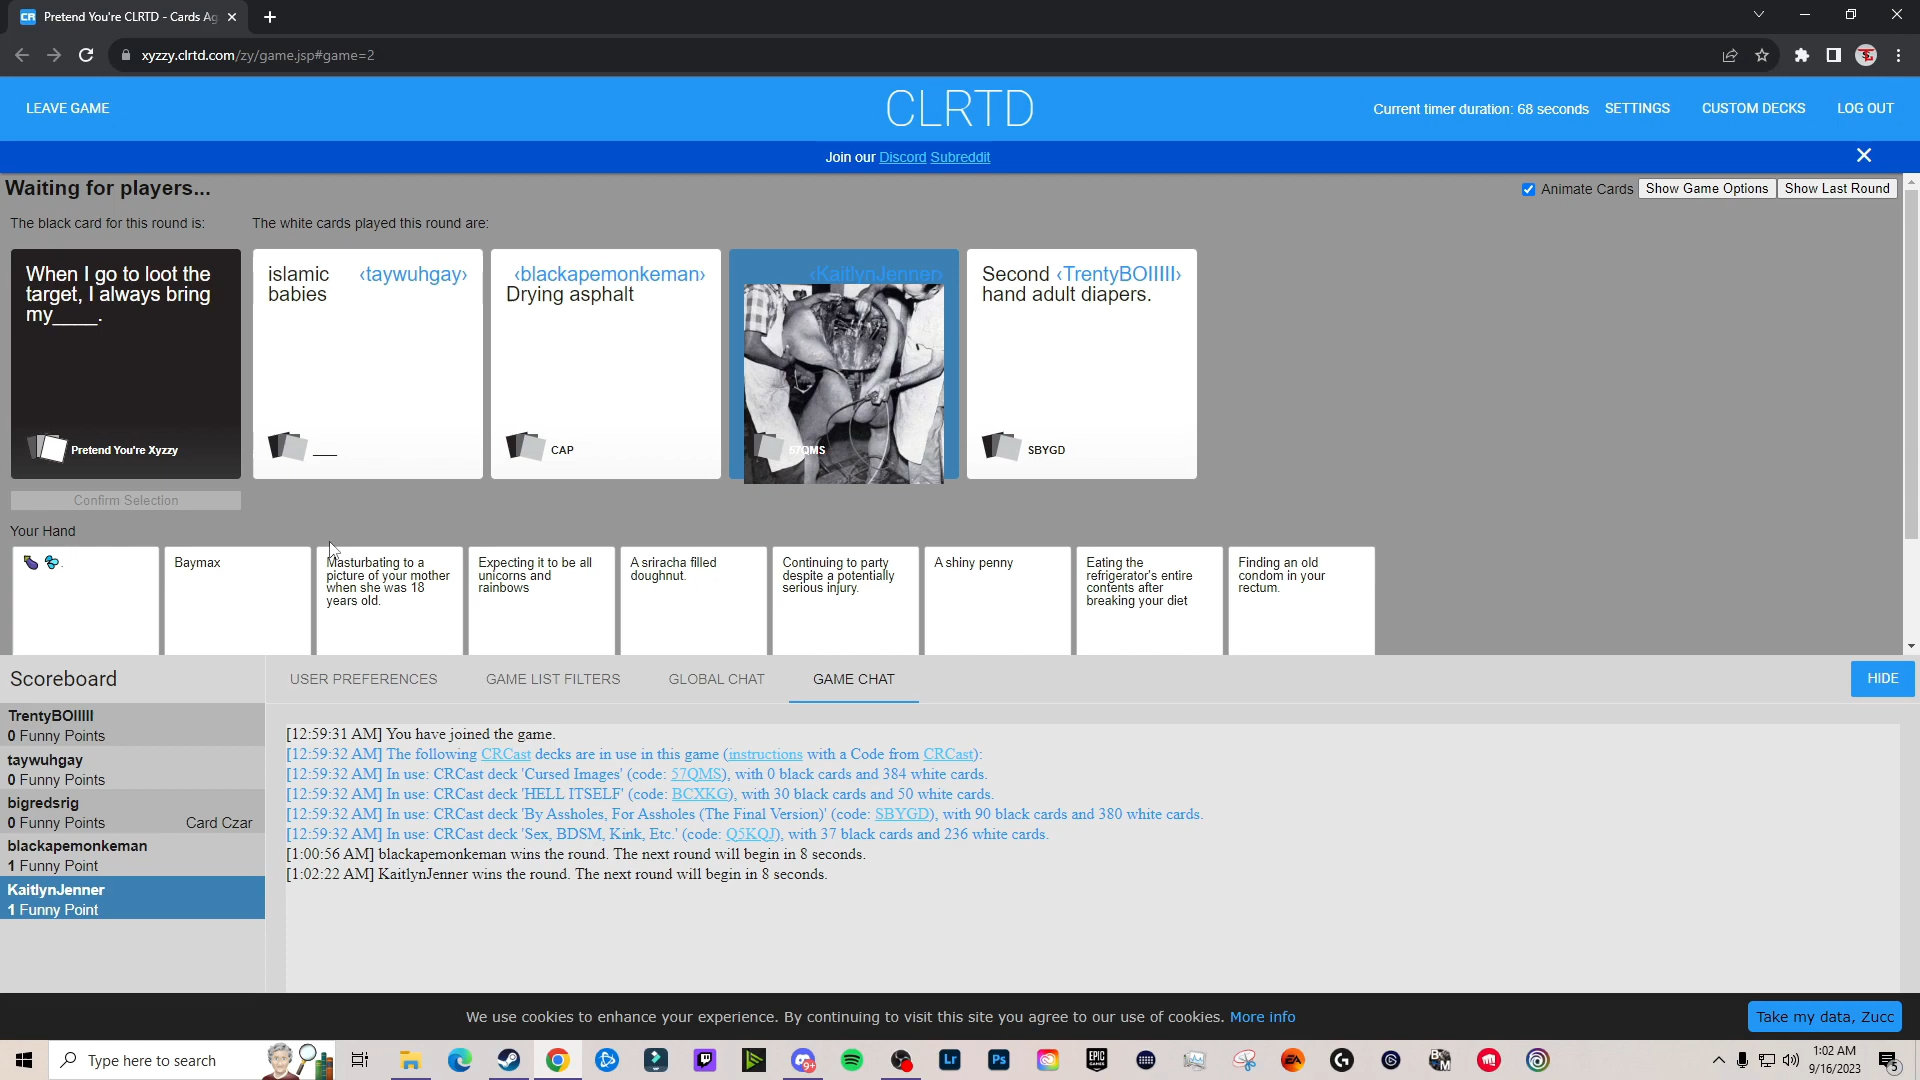 Pretend You're CLRTD - Cards Ag
xyzzy.clrtd.com/zy/game.jsp#game=2
LEAVE GAME
CLRTD
Current timer duration: 68 seconds
SETTINGS
CUSTOM DECKS
LOG OUT
Join our Discord Subreddit
Waiting for players...
Animate Cards
Show Game Options
Show Last Round
The black card for this round is:
The white cards played this round are:
When I go to loot the
target, I always bring
my____.
Pretend You're Xyzzy
islamic
babies
‹taywuhgay›
‹blackapemonkeman›
Drying asphalt
CAP
‹KaitlynJenner›
57QMS
Second ‹TrentyBOIIIII›
hand adult diapers.
SBYGD
Confirm Selection
Your Hand
🍆 💦.
Baymax
Masturbating to a
picture of your mother
when she was 18
years old.
Expecting it to be all
unicorns and
rainbows
A sriracha filled
doughnut.
Continuing to party
despite a potentially
serious injury.
A shiny penny
Eating the
refrigerator's entire
contents after
breaking your diet
Finding an old
condom in your
rectum.
Scoreboard
USER PREFERENCES
GAME LIST FILTERS
GLOBAL CHAT
GAME CHAT
HIDE
TrentyBOIIIII
0 Funny Points
taywuhgay
0 Funny Points
bigredsrig
0 Funny Points
Card Czar
blackapemonkeman
1 Funny Point
KaitlynJenner
1 Funny Point
[12:59:31 AM] You have joined the game.
[12:59:32 AM] The following CRCast decks are in use in this game (instructions with a Code from CRCast):
[12:59:32 AM] In use: CRCast deck 'Cursed Images' (code: 57QMS), with 0 black cards and 384 white cards.
[12:59:32 AM] In use: CRCast deck 'HELL ITSELF' (code: BCXKG), with 30 black cards and 50 white cards.
[12:59:32 AM] In use: CRCast deck 'By Assholes, For Assholes (The Final Version)' (code: SBYGD), with 90 black cards and 380 white cards.
[12:59:32 AM] In use: CRCast deck 'Sex, BDSM, Kink, Etc.' (code: Q5KQJ), with 37 black cards and 236 white cards.
[1:00:56 AM] blackapemonkeman wins the round. The next round will begin in 8 seconds.
[1:02:22 AM] KaitlynJenner wins the round. The next round will begin in 8 seconds.
We use cookies to enhance your experience. By continuing to visit this site you agree to our use of cookies. More info
Take my data, Zucc
Type here to search
Lr
Ps
EPIC
GAMES
EA
9+
1:02 AM
9/16/2023
5